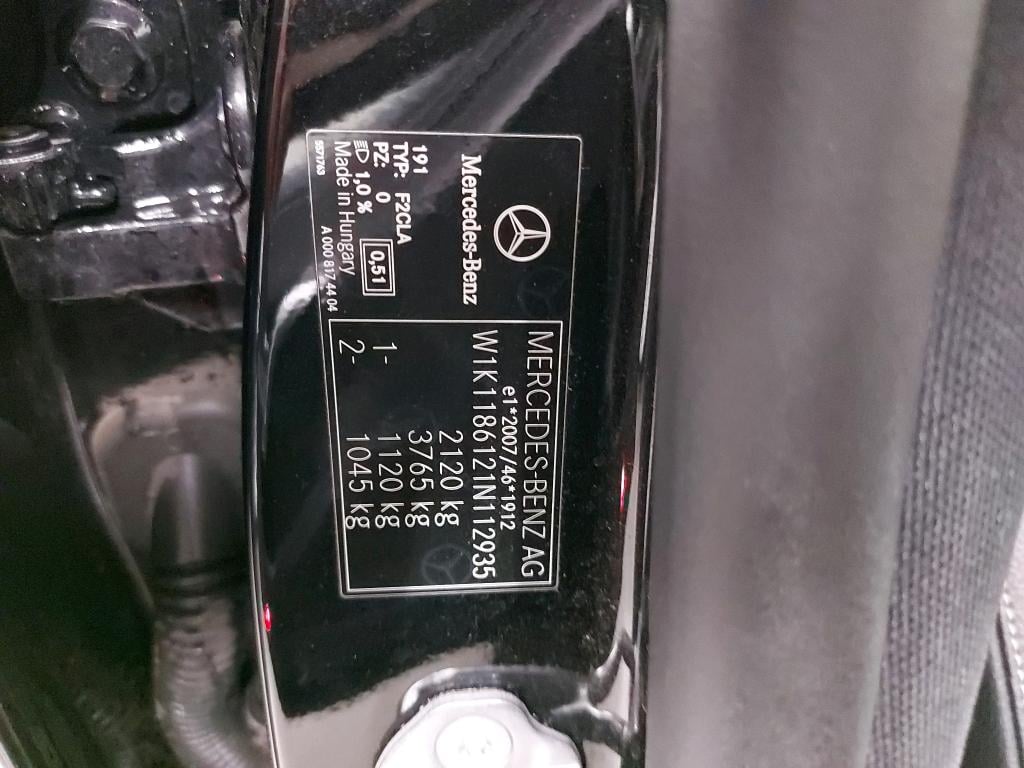 Mercedes-Benz
191
TYP: F2CLA
PZ: 0
0,51
1,0 %
Made in Hungary
5571763
A 000 817 44 04
MERCEDES-BENZ AG
e1*2007/46*1912
W1K1186121N112935
2120 kg
3765 kg
1- 1120 kg
2- 1045 kg